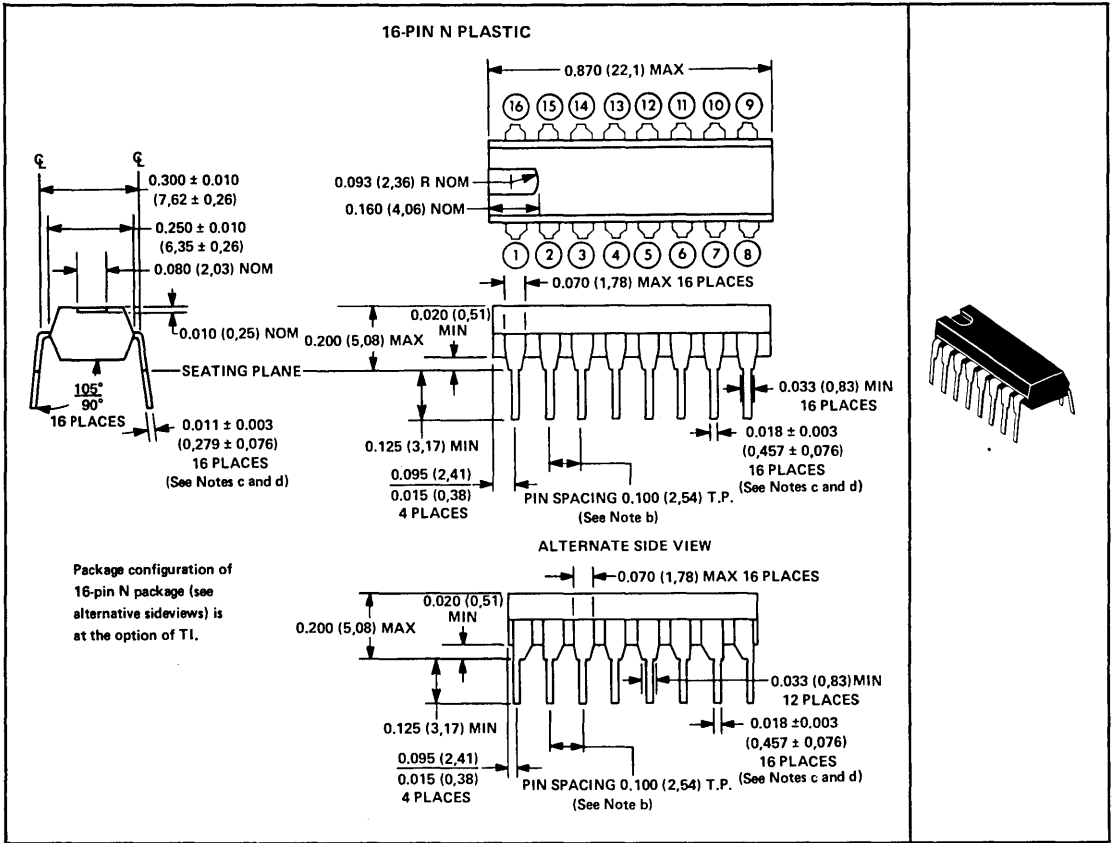 16-PIN N PLASTIC
0.870 (22,1) MAX
16 15 14 13 12 11 10 9
0.093 (2,36) R NOM
0.160 (4,06) NOM
1 2 3 4 5 6 7 8
℄ ℄
0.300 ± 0.010
(7,62 ± 0,26)
0.250 ± 0.010
(6,35 ± 0,26)
0.080 (2,03) NOM
0.010 (0,25) NOM
SEATING PLANE
105°
90°
16 PLACES
0.011 ± 0.003
(0,279 ± 0,076)
16 PLACES
(See Notes c and d)
0.070 (1,78) MAX 16 PLACES
0.020 (0,51)
MIN
0.200 (5,08) MAX
0.033 (0,83) MIN
16 PLACES
0.125 (3,17) MIN
0.018 ± 0.003
(0,457 ± 0,076)
16 PLACES
(See Notes c and d)
0.095 (2,41)
0.015 (0,38)
4 PLACES
PIN SPACING 0.100 (2,54) T.P.
(See Note b)
ALTERNATE SIDE VIEW
Package configuration of
16-pin N package (see
alternative sideviews) is
at the option of TI.
0.070 (1,78) MAX 16 PLACES
0.020 (0,51)
MIN
0.200 (5,08) MAX
0.033 (0,83) MIN
12 PLACES
0.125 (3,17) MIN
0.018 ±0.003
(0,457 ± 0,076)
16 PLACES
(See Notes c and d)
0.095 (2,41)
0.015 (0,38)
4 PLACES
PIN SPACING 0.100 (2,54) T.P.
(See Note b)